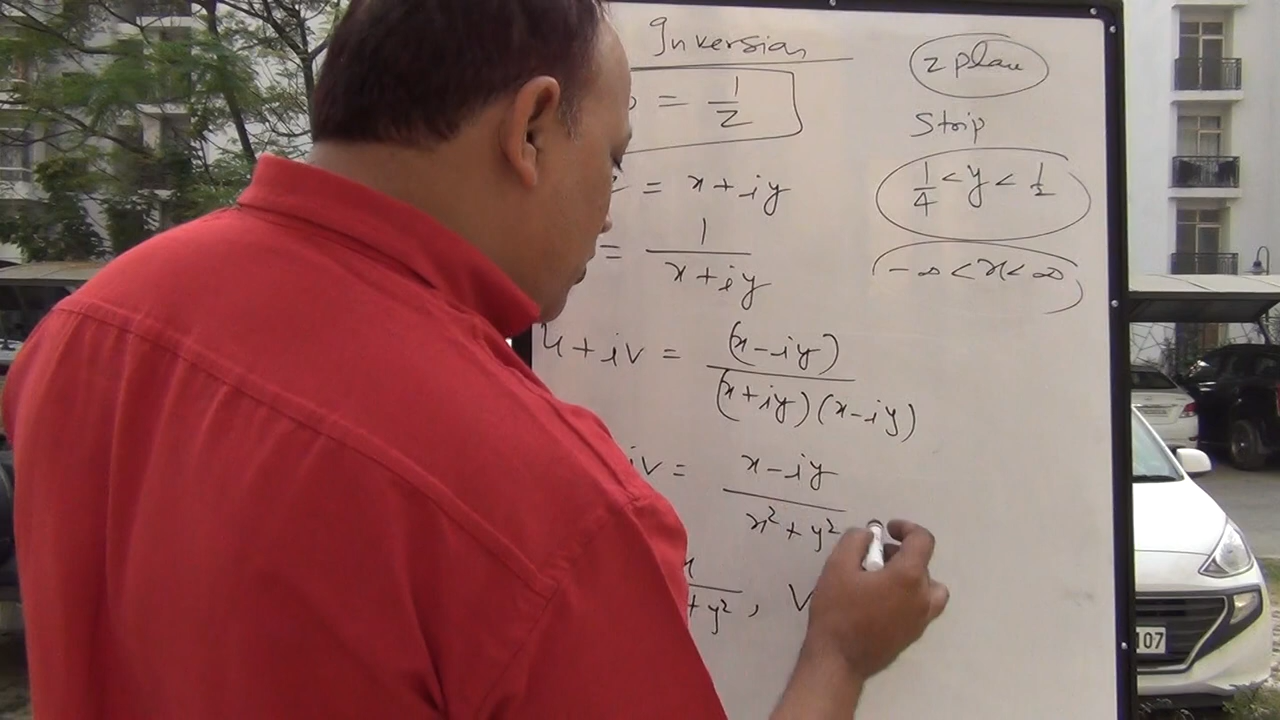 Inversion
= 1/z
= x + iy
= 1/(x + iy)
u + iv = (x - iy)/((x + iy)(x - iy))
iv = (x - iy)/(x² + y²)
+ y², V
z plane
Strip
1/4 < y < 1/2
-∞ < x < ∞
107